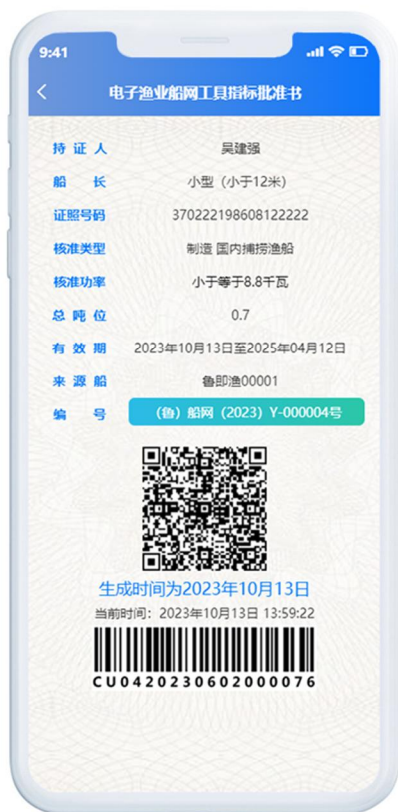 9:41
电子渔业船网工具指标批准书
持证人 吴建强
船长 小型（小于12米）
证照号码 370222198608122222
核准类型 制造 国内捕捞渔船
核准功率 小于等于8.8千瓦
总吨位 0.7
有效期 2023年10月13日至2025年04月12日
来源船 鲁即渔00001
编号 （鲁）船网（2023）Y-000004号
生成时间为2023年10月13日
当前时间：2023年10月13日 13:59:22
CU0420230602000076